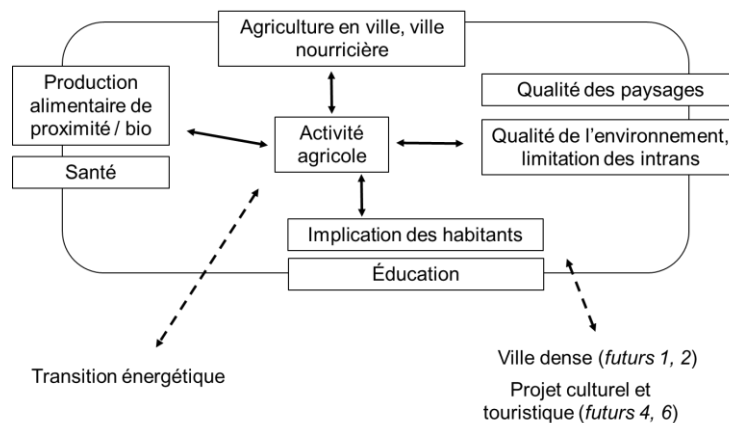 Agriculture en ville, ville
nourricière
Production
alimentaire de
proximité / bio
Santé
Activité
agricole
Qualité des paysages
Qualité de l'environnement,
limitation des intrans
Implication des habitants
Éducation
Transition énergétique
Ville dense (futurs 1, 2)
Projet culturel et
touristique (futurs 4, 6)